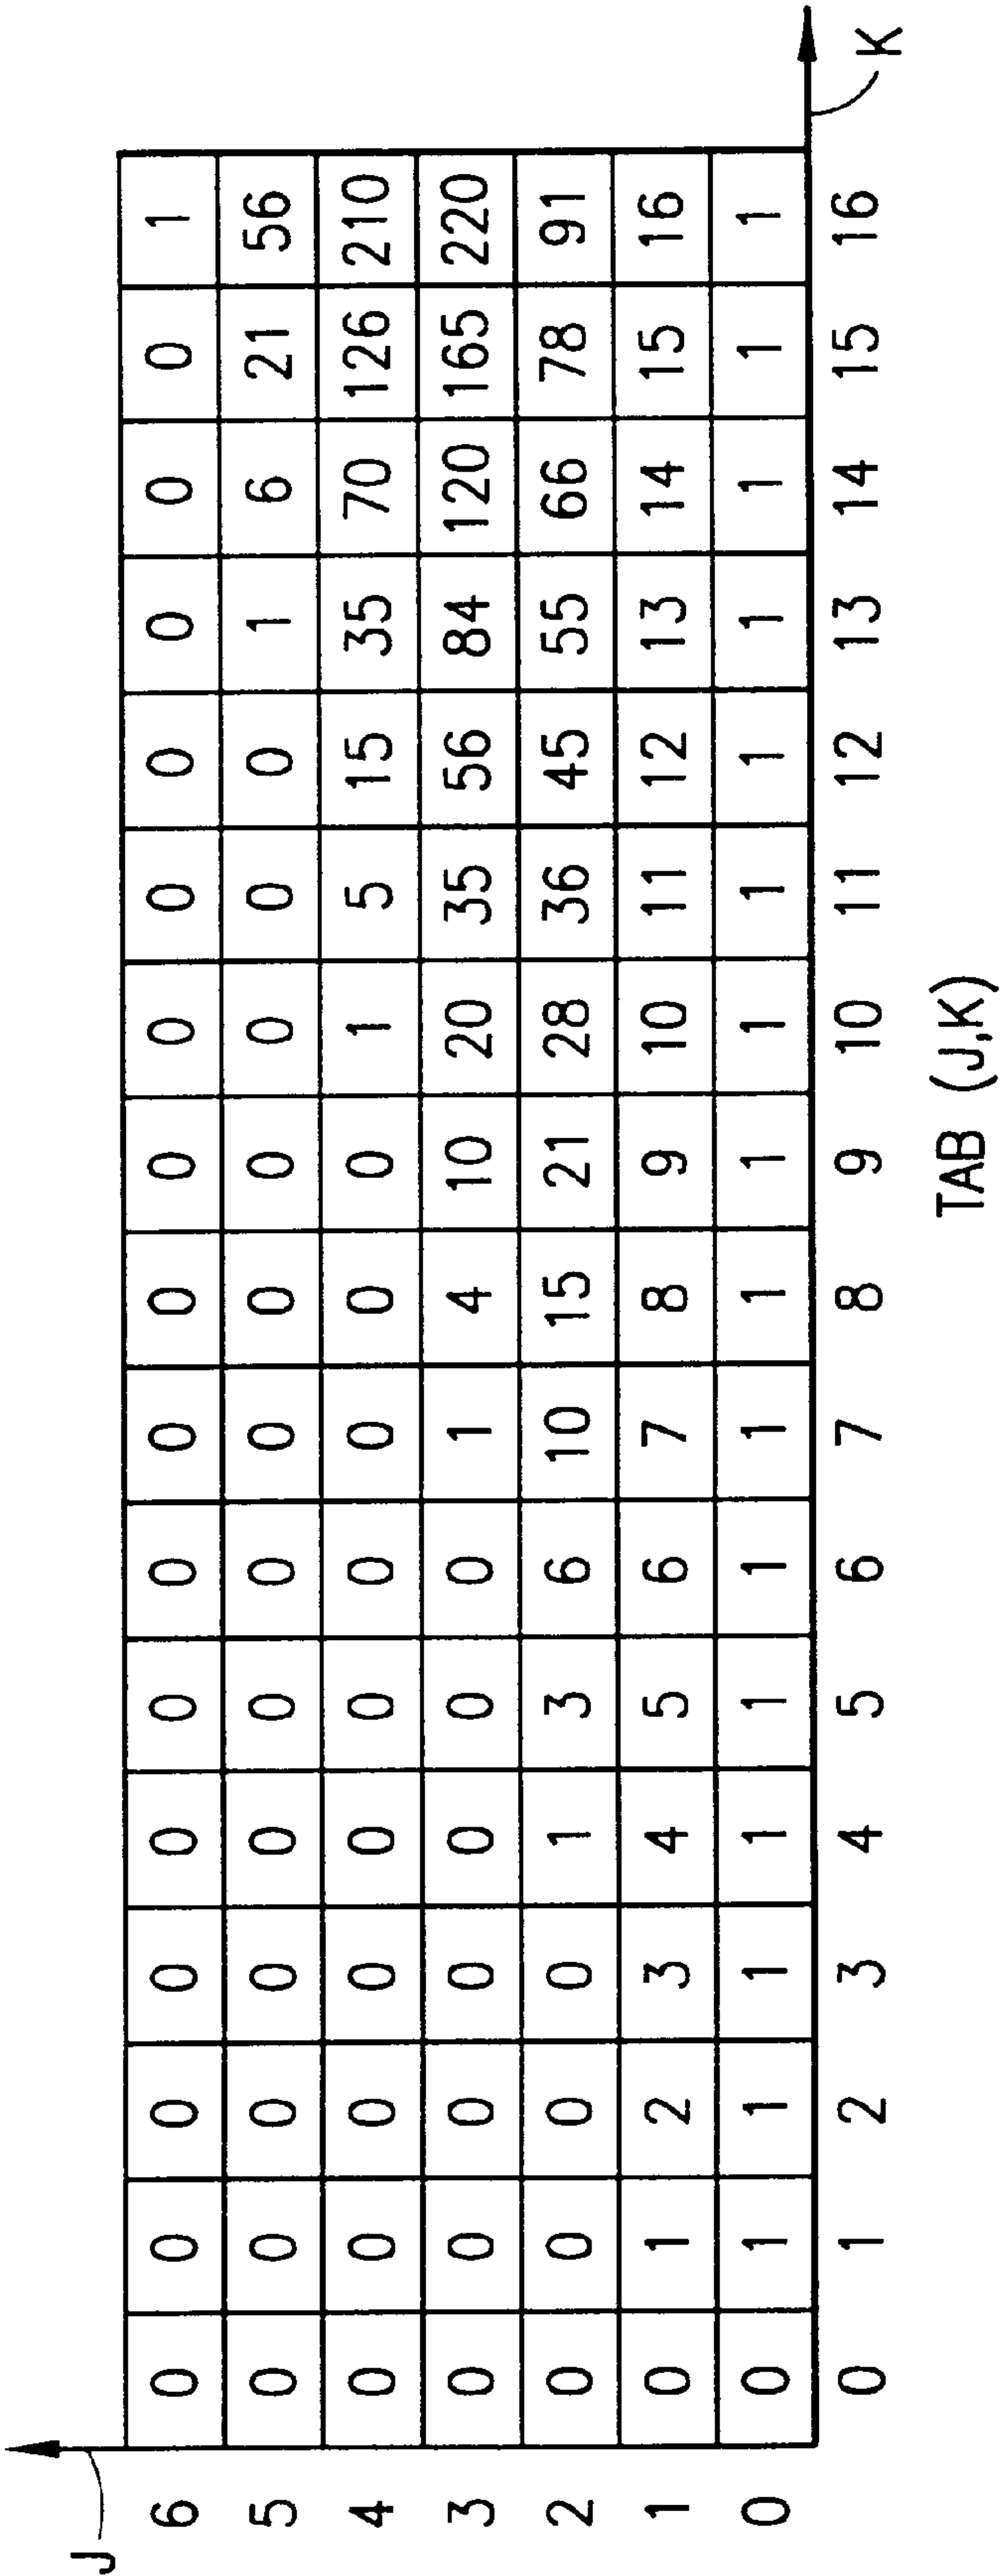 J
6 0 0 0 0 0 0 0 0 0 0 0 0 0 0 0 0 1
5 0 0 0 0 0 0 0 0 0 0 0 0 0 1 6 21 56
4 0 0 0 0 0 0 0 0 0 0 1 5 15 35 70 126 210
3 0 0 0 0 0 0 0 1 4 10 20 35 56 84 120 165 220
2 0 0 0 0 1 3 6 10 15 21 28 36 45 55 66 78 91
1 0 1 2 3 4 5 6 7 8 9 10 11 12 13 14 15 16
0 0 1 1 1 1 1 1 1 1 1 1 1 1 1 1 1 1
0 1 2 3 4 5 6 7 8 9 10 11 12 13 14 15 16
K
TAB (J,K)